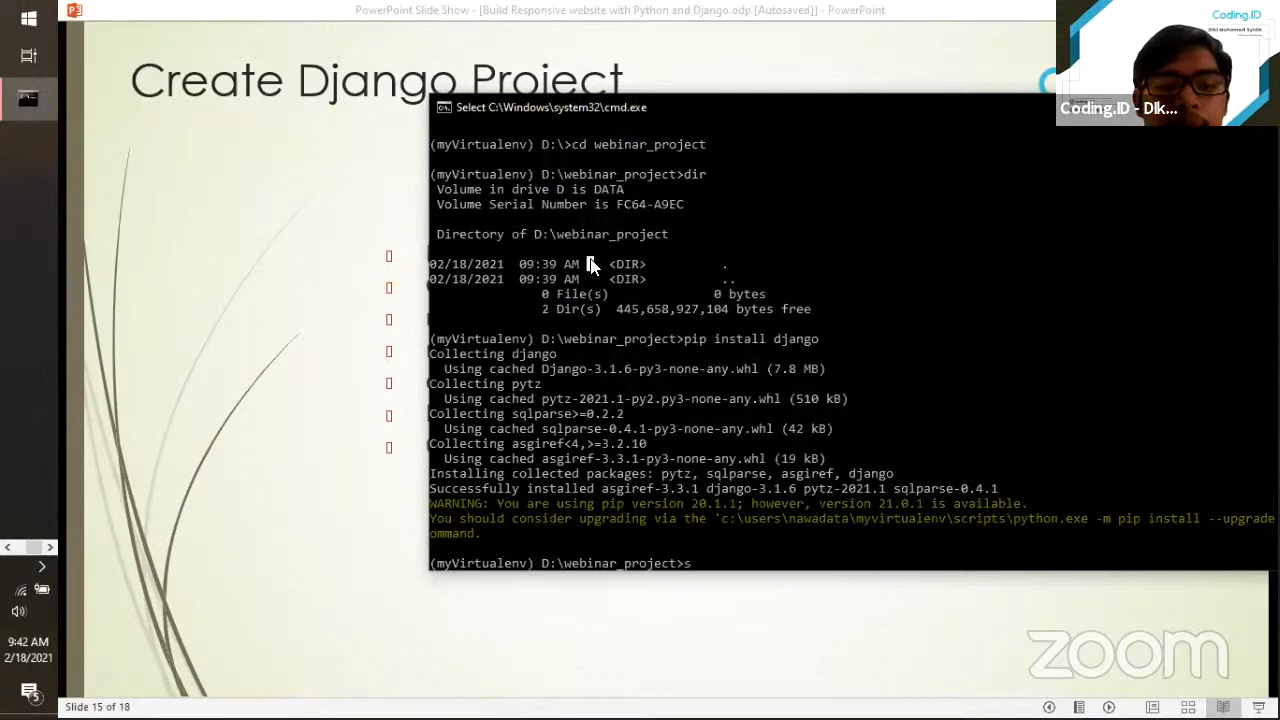 PowerPoint Slide Show - [Build Responsive website with Python and Django.odp [Autosaved]] - PowerPoint
Coding.ID
Coding.ID - DIk...
Create Django Project
Select C:\Windows\system32\cmd.exe
(myVirtualenv) D:\>cd webinar_project
(myVirtualenv) D:\webinar_project>dir
Volume in drive D is DATA
Volume Serial Number is FC64-A9EC
Directory of D:\webinar_project
02/18/2021 09:39 AM <DIR> .
02/18/2021 09:39 AM <DIR> ..
0 File(s) 0 bytes
2 Dir(s) 445,658,927,104 bytes free
(myVirtualenv) D:\webinar_project>pip install django
Collecting django
Using cached Django-3.1.6-py3-none-any.whl (7.8 MB)
Collecting pytz
Using cached pytz-2021.1-py2.py3-none-any.whl (510 kB)
Collecting sqlparse>=0.2.2
Using cached sqlparse-0.4.1-py3-none-any.whl (42 kB)
Collecting asgiref<4,>=3.2.10
Using cached asgiref-3.3.1-py3-none-any.whl (19 kB)
Installing collected packages: pytz, sqlparse, asgiref, django
Successfully installed asgiref-3.3.1 django-3.1.6 pytz-2021.1 sqlparse-0.4.1
WARNING: You are using pip version 20.1.1; however, version 21.0.1 is available.
You should consider upgrading via the 'c:\users\nawadata\myvirtualenv\scripts\python.exe -m pip install --upgrade
ommand.
(myVirtualenv) D:\webinar_project>s
9:42 AM
2/18/2021
5
zoom
Slide 15 of 18